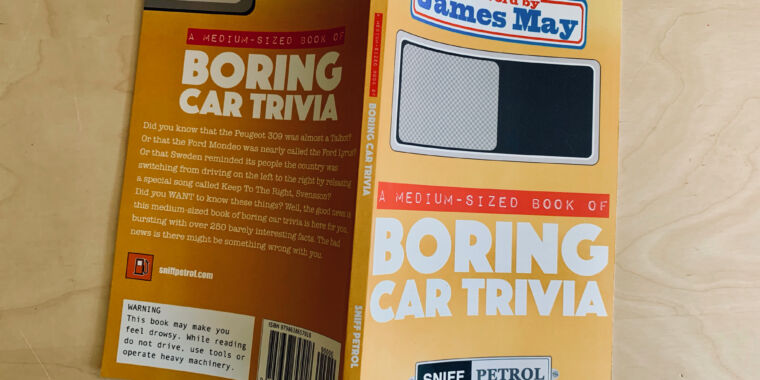 A MEDIUM-SIZED BOOK OF
BORING
CAR TRIVIA
Did you know that the Peugeot 309 was almost a Talbot?
Or that the Ford Mondeo was nearly called the Ford Lyrus?
Or that Sweden reminded its people the country was
switching from driving on the left to the right by releasing
a special song called Keep To The Right, Svensson?
Did you WANT to know these things? Well, the good news is
this medium-sized book of boring car trivia is here for you,
bursting with over 250 barely interesting facts. The bad
news is there might be something wrong with you.
sniffpetrol.com
WARNING
This book may make you
feel drowsy. While reading
do not drive, use tools or
operate heavy machinery.
ISBN
90000
A MEDIUM-SIZED BOOK OF
BORING CAR TRIVIA
SNIFF PETROL
by
James May
A MEDIUM-SIZED BOOK OF
BORING
CAR TRIVIA
SNIFF PETROL